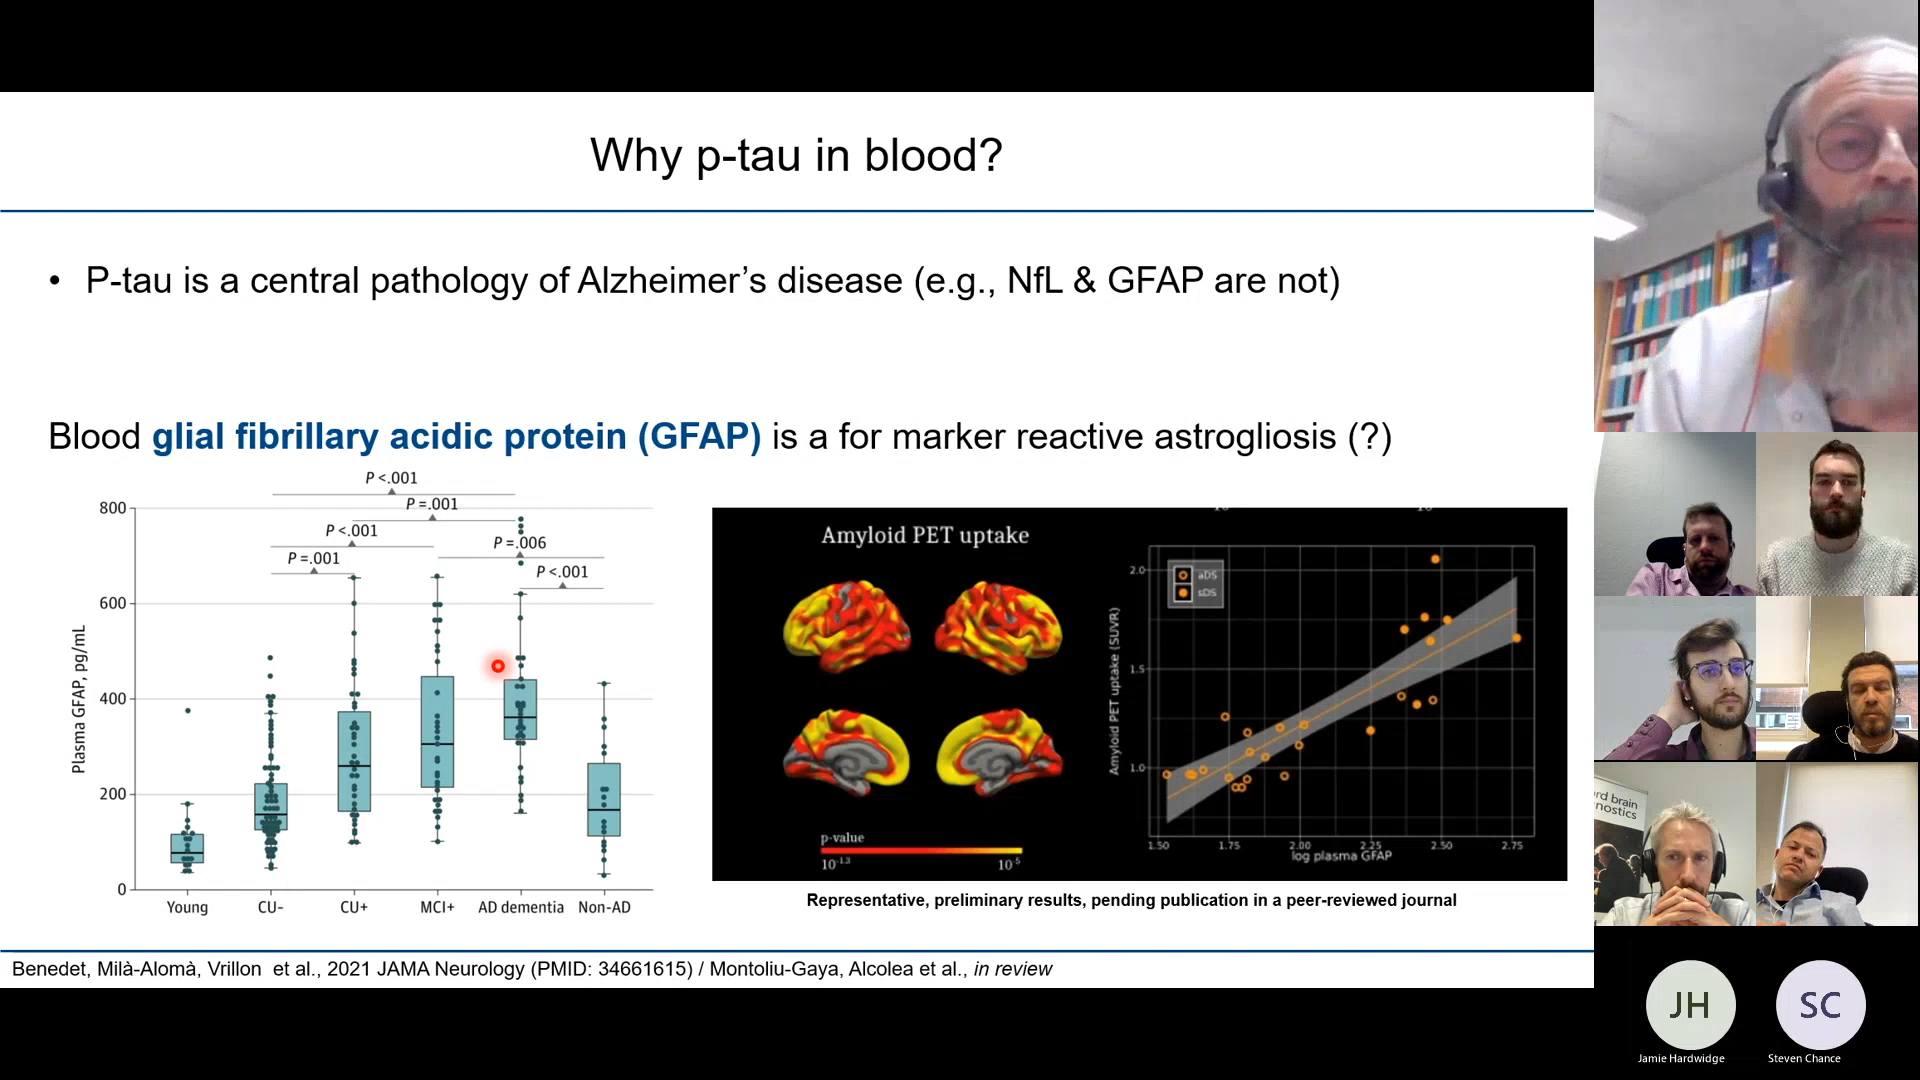 Why p-tau in blood?
• P-tau is a central pathology of Alzheimer's disease (e.g., NfL & GFAP are not)
Blood glial fibrillary acidic protein (GFAP) is a for marker reactive astrogliosis (?)
P <.001
P =.001
P <.001
P =.006
P =.001
P <.001
800
600
400
200
0
Plasma GFAP, pg/mL
Young
CU-
CU+
MCI+
AD dementia
Non-AD
Amyloid PET uptake
p-value
10-1.3
10-5
aDS
sDS
2.0
1.5
1.0
Amyloid PET uptake (SUVR)
1.50
1.75
2.00
2.25
2.50
2.75
log plasma GFAP
Representative, preliminary results, pending publication in a peer-reviewed journal
Benedet, Milà-Alomà, Vrillon et al., 2021 JAMA Neurology (PMID: 34661615) / Montoliu-Gaya, Alcolea et al., in review
rd brain
nostics
JH
SC
Jamie Hardwidge
Steven Chance